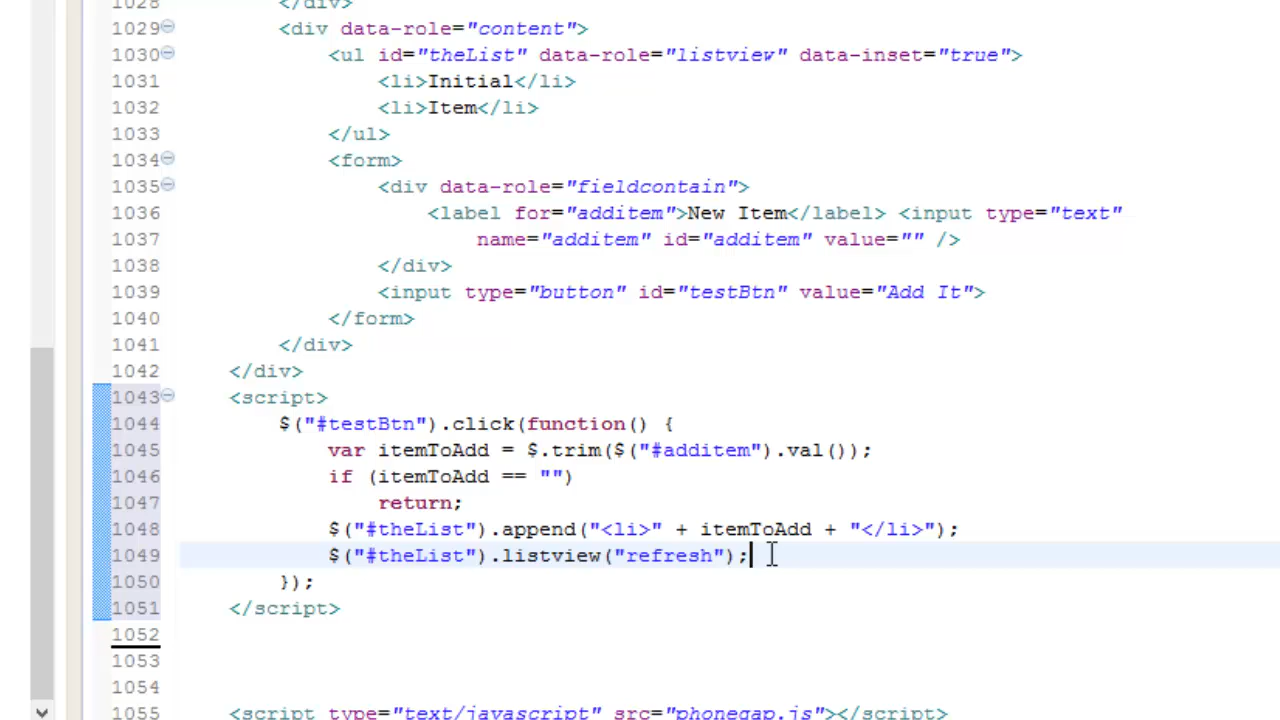 1028 </div>
1029 <div data-role="content">
1030 <ul id="theList" data-role="listview" data-inset="true">
1031 <li>Initial</li>
1032 <li>Item</li>
1033 </ul>
1034 <form>
1035 <div data-role="fieldcontain">
1036 <label for="additem">New Item</label> <input type="text"
1037 name="additem" id="additem" value="" />
1038 </div>
1039 <input type="button" id="testBtn" value="Add It">
1040 </form>
1041 </div>
1042 </div>
1043 <script>
1044 $("#testBtn").click(function() {
1045 var itemToAdd = $.trim($("#additem").val());
1046 if (itemToAdd == "")
1047 return;
1048 $("#theList").append("<li>" + itemToAdd + "</li>");
1049 $("#theList").listview("refresh");
1050 });
1051 </script>
1052
1053
1054
1055 <script type="text/javascript" src="phonegap.js"></script>